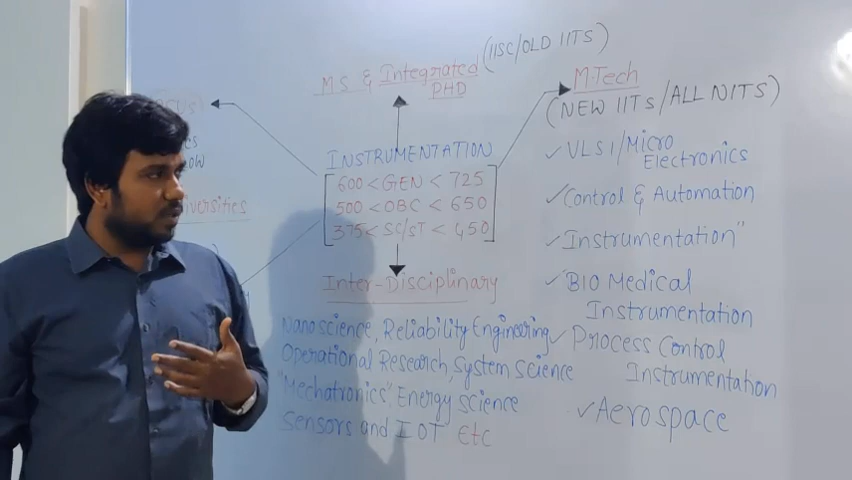 MS & Integrated PHD
(IISC/OLD IITS)
INSTRUMENTATION
600 < GEN < 725
500 < OBC < 650
375 < SC/ST < 450
Inter-Disciplinary
Nanoscience, Reliability Engineering
Operational Research, System Science
"Mechatronics" Energy science
Sensors and IOT Etc
M.Tech
(NEW IITs/ALL NITS)
✓ VLSI/Micro
Electronics
✓ Control & Automation
✓ Instrumentation"
✓ BIO Medical
Instrumentation
✓ Process Control
Instrumentation
✓ Aerospace